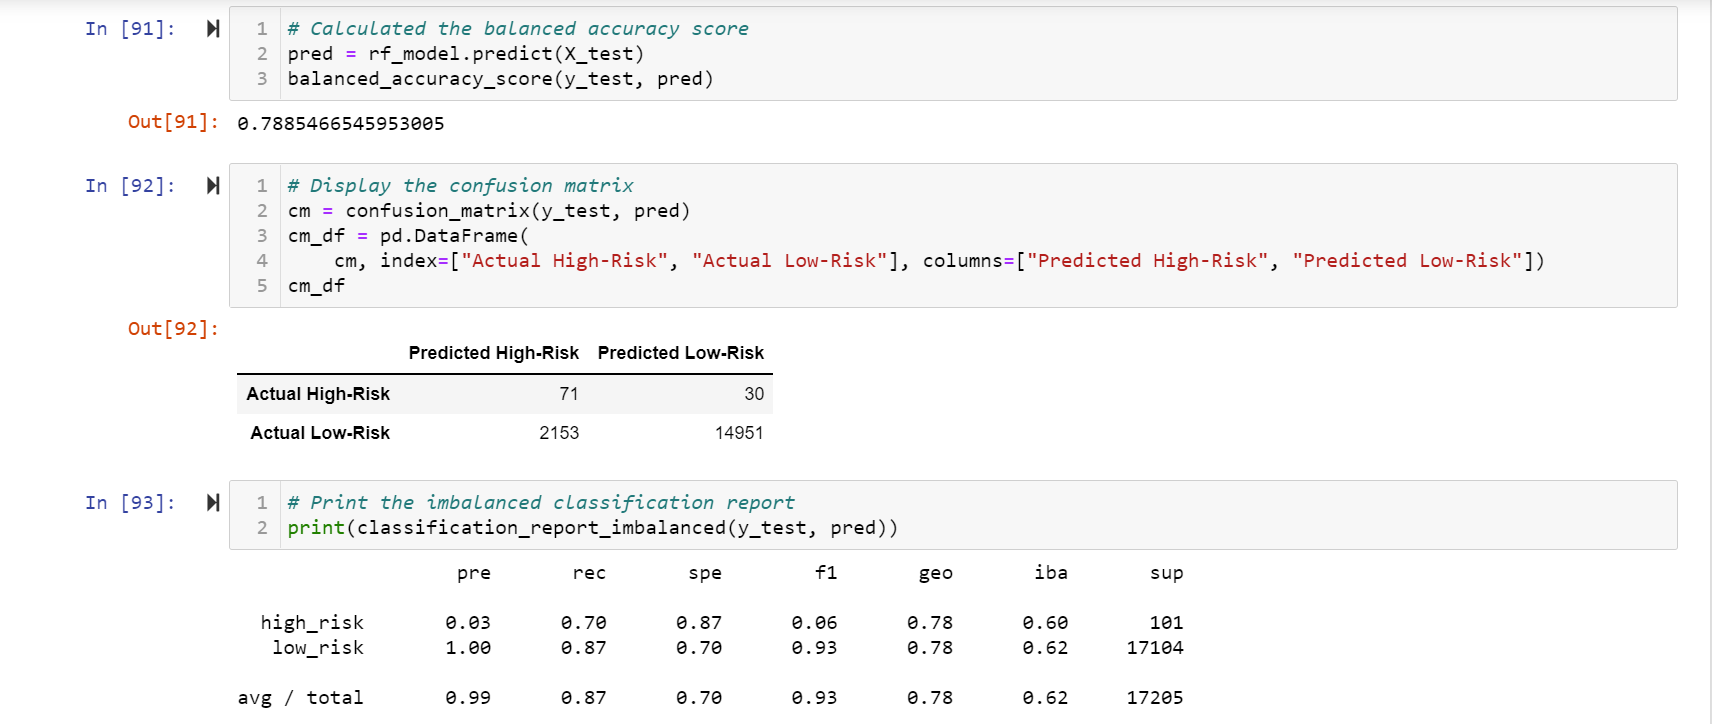 In [91]:
1 # Calculated the balanced accuracy score
2 pred = rf_model.predict(X_test)
3 balanced_accuracy_score(y_test, pred)
Out[91]: 0.7885466545953005
In [92]:
1 # Display the confusion matrix
2 cm = confusion_matrix(y_test, pred)
3 cm_df = pd.DataFrame(
4     cm, index=["Actual High-Risk", "Actual Low-Risk"], columns=["Predicted High-Risk", "Predicted Low-Risk"])
5 cm_df
Out[92]:
Predicted High-Risk Predicted Low-Risk
Actual High-Risk 71 30
Actual Low-Risk 2153 14951
In [93]:
1 # Print the imbalanced classification report
2 print(classification_report_imbalanced(y_test, pred))
pre rec spe f1 geo iba sup
high_risk 0.03 0.70 0.87 0.06 0.78 0.60 101
low_risk 1.00 0.87 0.70 0.93 0.78 0.62 17104
avg / total 0.99 0.87 0.70 0.93 0.78 0.62 17205